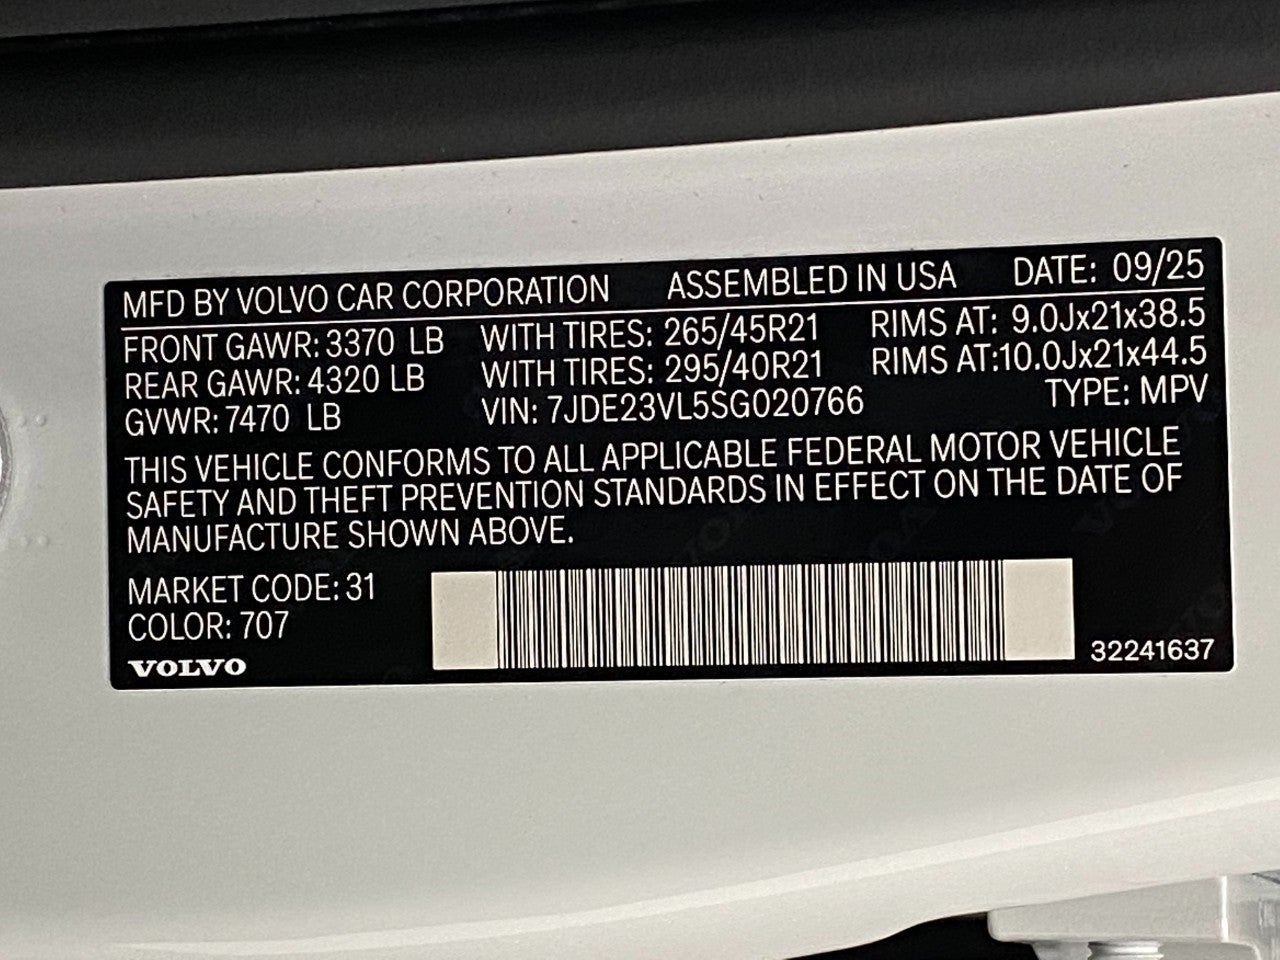 MFD BY VOLVO CAR CORPORATION ASSEMBLED IN USA DATE: 09/25
FRONT GAWR: 3370 LB WITH TIRES: 265/45R21 RIMS AT: 9.0Jx21x38.5
REAR GAWR: 4320 LB WITH TIRES: 295/40R21 RIMS AT:10.0Jx21x44.5
GVWR: 7470 LB VIN: 7JDE23VL5SG020766 TYPE: MPV
THIS VEHICLE CONFORMS TO ALL APPLICABLE FEDERAL MOTOR VEHICLE
SAFETY AND THEFT PREVENTION STANDARDS IN EFFECT ON THE DATE OF
MANUFACTURE SHOWN ABOVE.
MARKET CODE: 31
COLOR: 707
VOLVO 32241637